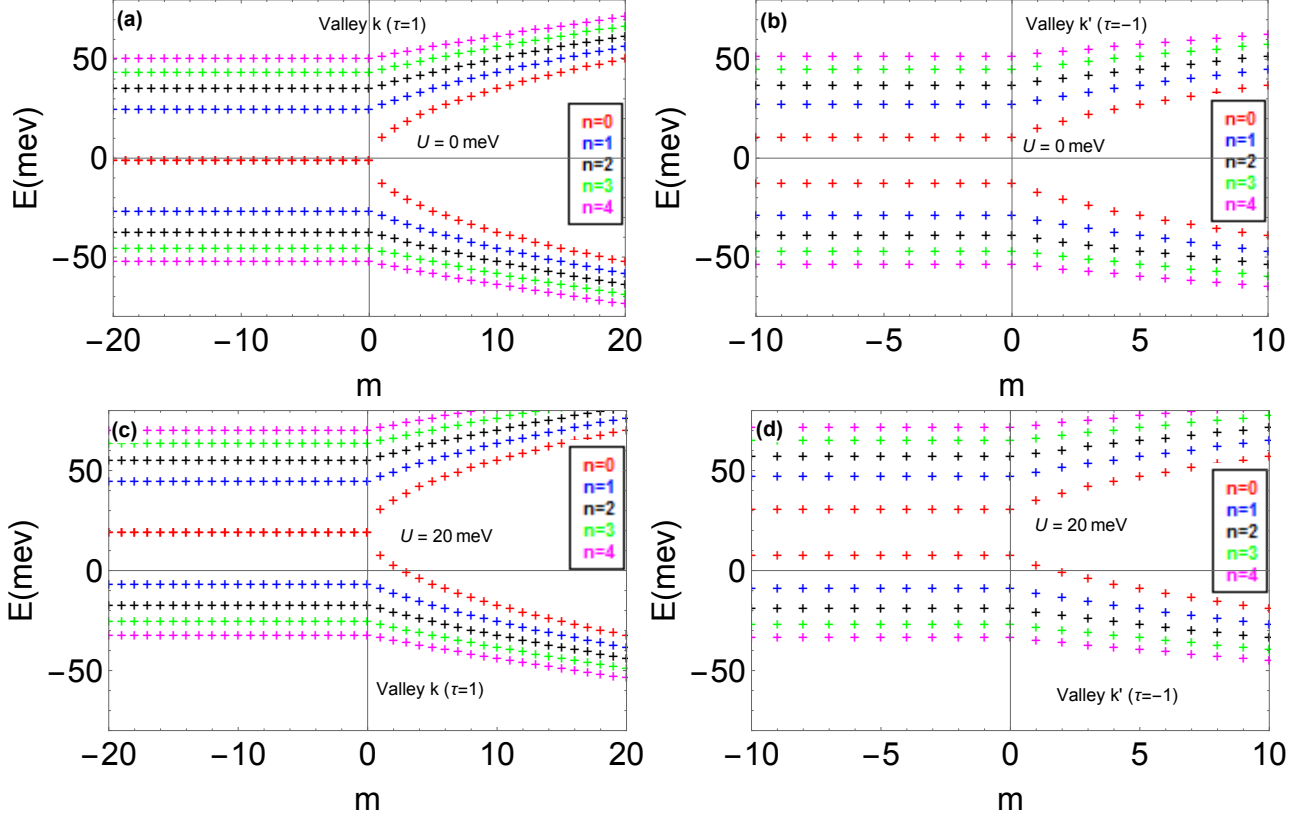 (a)
Valley k (τ=1)
E(mev)
50
0
−50
U = 0 meV
n=0
n=1
n=2
n=3
n=4
−20
−10
0
10
20
m
(b)
Valley k' (τ=−1)
E(mev)
50
0
−50
U = 0 meV
n=0
n=1
n=2
n=3
n=4
−10
−5
0
5
10
m
(c)
E(mev)
50
0
−50
U = 20 meV
n=0
n=1
n=2
n=3
n=4
Valley k (τ=1)
−20
−10
0
10
20
m
(d)
E(mev)
50
0
−50
U = 20 meV
n=0
n=1
n=2
n=3
n=4
Valley k' (τ=−1)
−10
−5
0
5
10
m